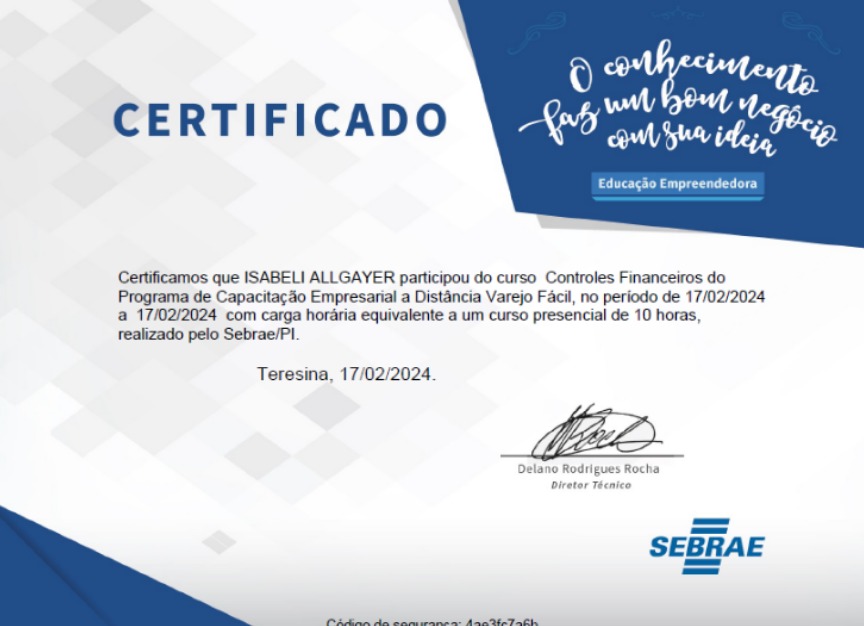 CERTIFICADO
O conhecimento
faz um bom negócio
com sua ideia
Educação Empreendedora
Certificamos que ISABELI ALLGAYER participou do curso Controles Financeiros do
Programa de Capacitação Empresarial a Distância Varejo Fácil, no período de 17/02/2024
a 17/02/2024 com carga horária equivalente a um curso presencial de 10 horas,
realizado pelo Sebrae/PI.
Teresina, 17/02/2024.
Delano Rodrigues Rocha
Diretor Técnico
SEBRAE
Código de segurança: 4ae3fc7a6b